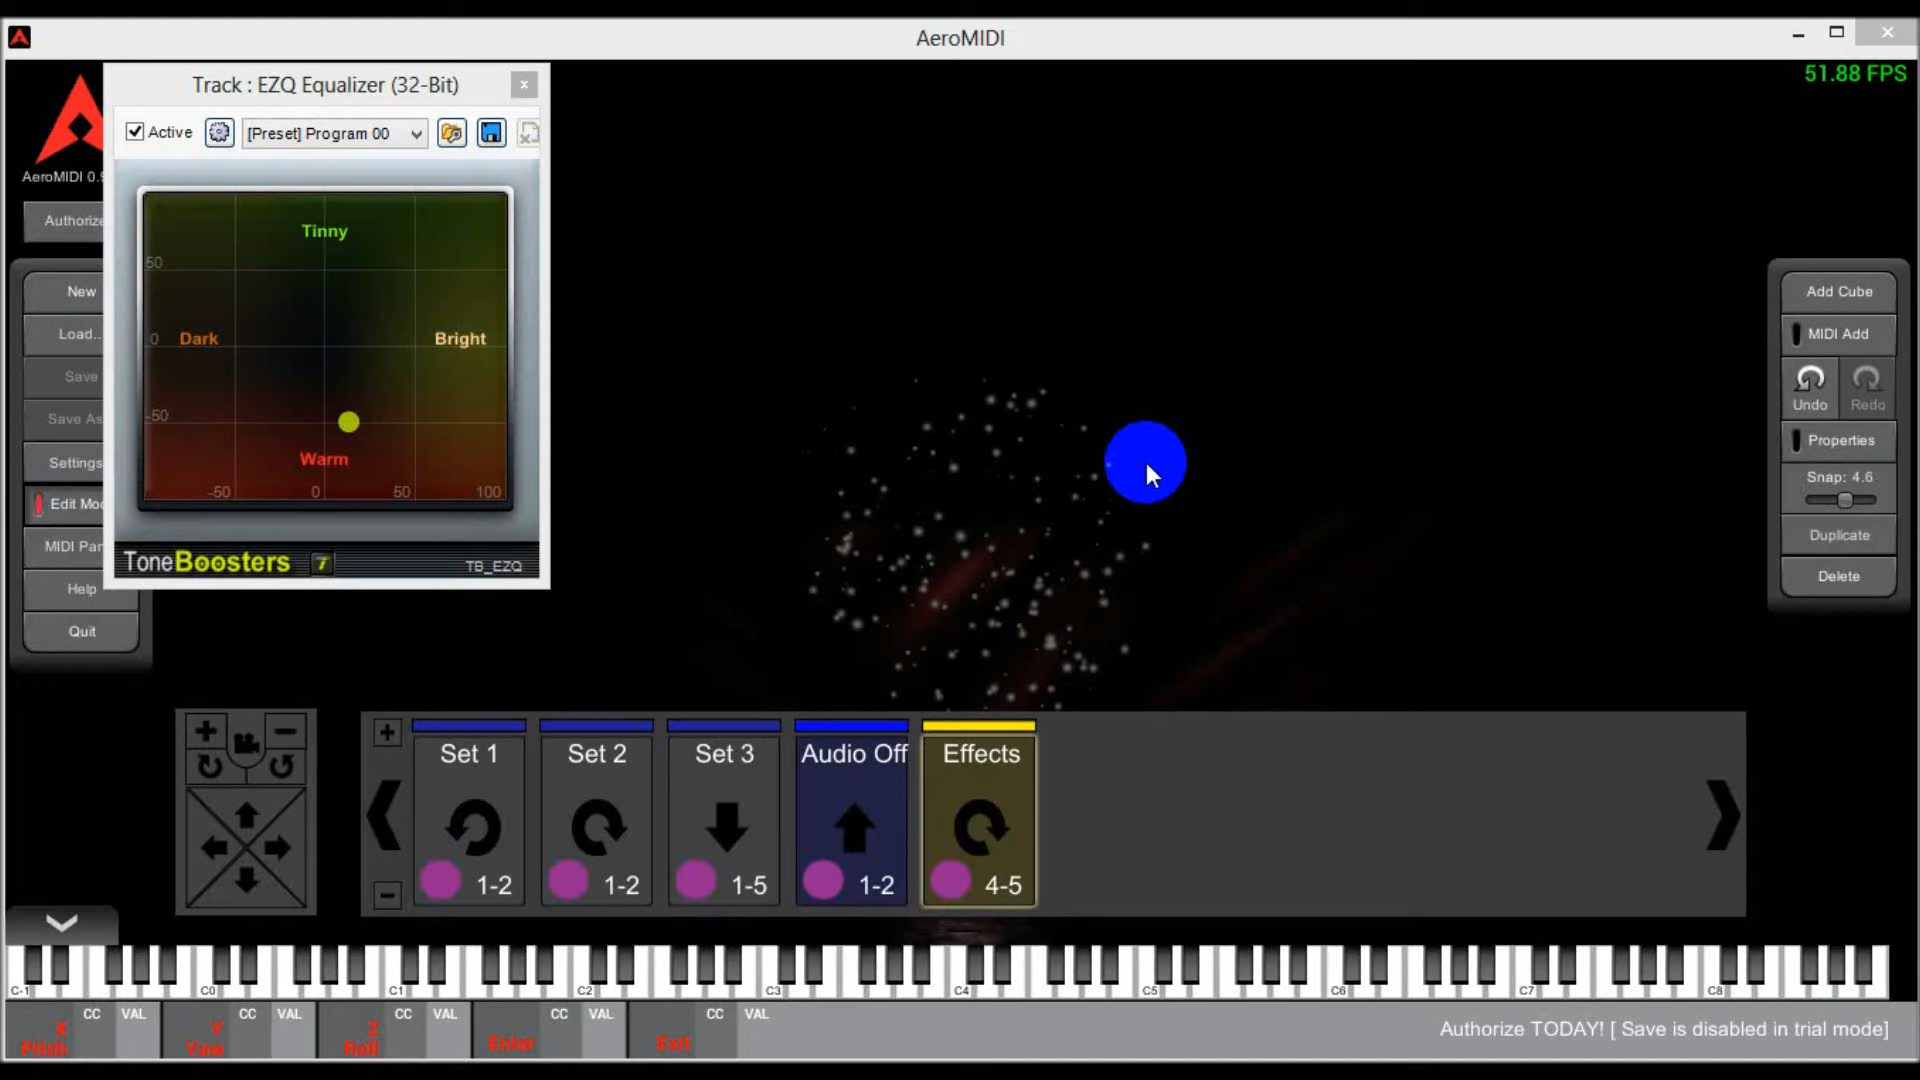 AeroMIDI
51.88 FPS
Track : EZQ Equalizer (32-Bit)
Active
[Preset] Program 00
AeroMIDI 0.
Authorize
New
Load..
Save
Save As
Settings
Edit Mo
MIDI Pan
Help
Quit
Tinny
50
0
Dark
Bright
-50
Warm
-50
0
50
100
ToneBoosters
TB_EZQ
Add Cube
MIDI Add
Undo
Redo
Properties
Snap: 4.6
Duplicate
Delete
Set 1
Set 2
Set 3
Audio Off
Effects
1-2
1-2
1-5
1-2
4-5
C-1
C0
C1
C2
C3
C4
C5
C6
C7
C8
X Pitch CC VAL
Y Yaw CC VAL
Z Roll CC VAL
Enter CC VAL
Exit CC VAL
Authorize TODAY! [ Save is disabled in trial mode]